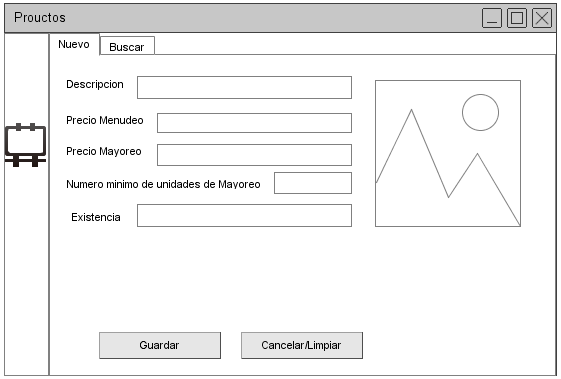 Prouctos
Nuevo
Buscar
Descripcion
Precio Menudeo
Precio Mayoreo
Numero minimo de unidades de Mayoreo
Existencia
Guardar
Cancelar/Limpiar